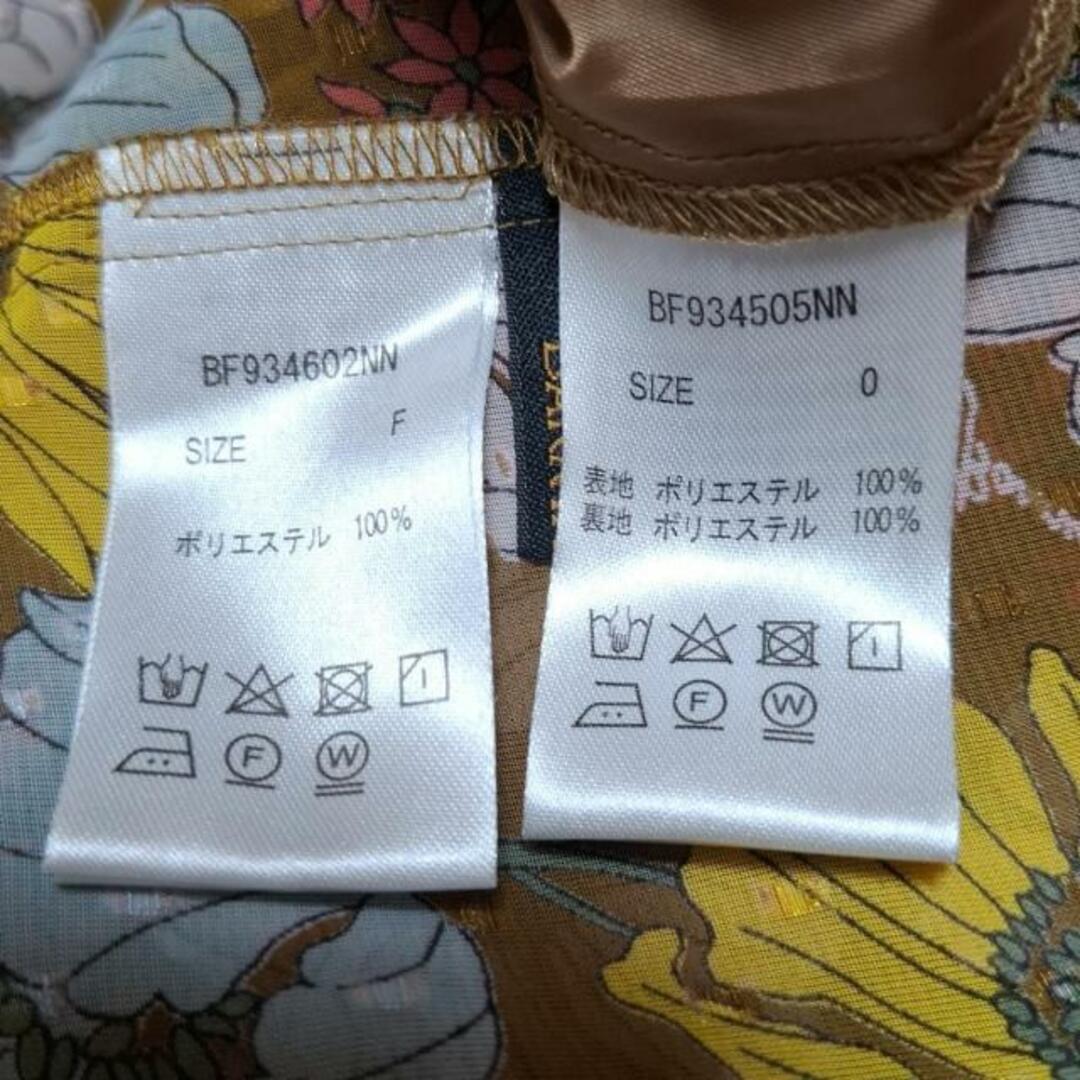 BF934602NN
SIZE F
ポリエステル 100%
F W
BF934505NN
SIZE 0
表地 ポリエステル 100%
裏地 ポリエステル 100%
F W